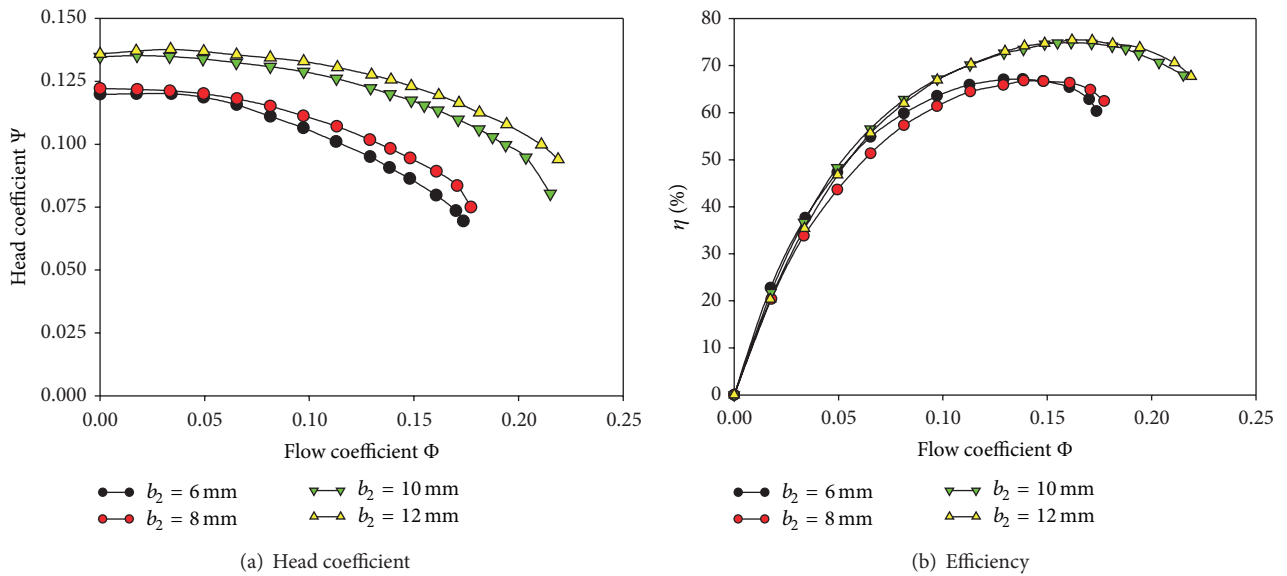 0.150
0.125
0.100
0.075
0.050
0.025
0.000
Head coefficient Ψ
0.00 0.05 0.10 0.15 0.20 0.25
Flow coefficient Φ
b₂ = 6 mm
b₂ = 8 mm
b₂ = 10 mm
b₂ = 12 mm
(a) Head coefficient
80
70
60
50
40
30
20
10
0
η (%)
0.00 0.05 0.10 0.15 0.20 0.25
Flow coefficient Φ
b₂ = 6 mm
b₂ = 8 mm
b₂ = 10 mm
b₂ = 12 mm
(b) Efficiency